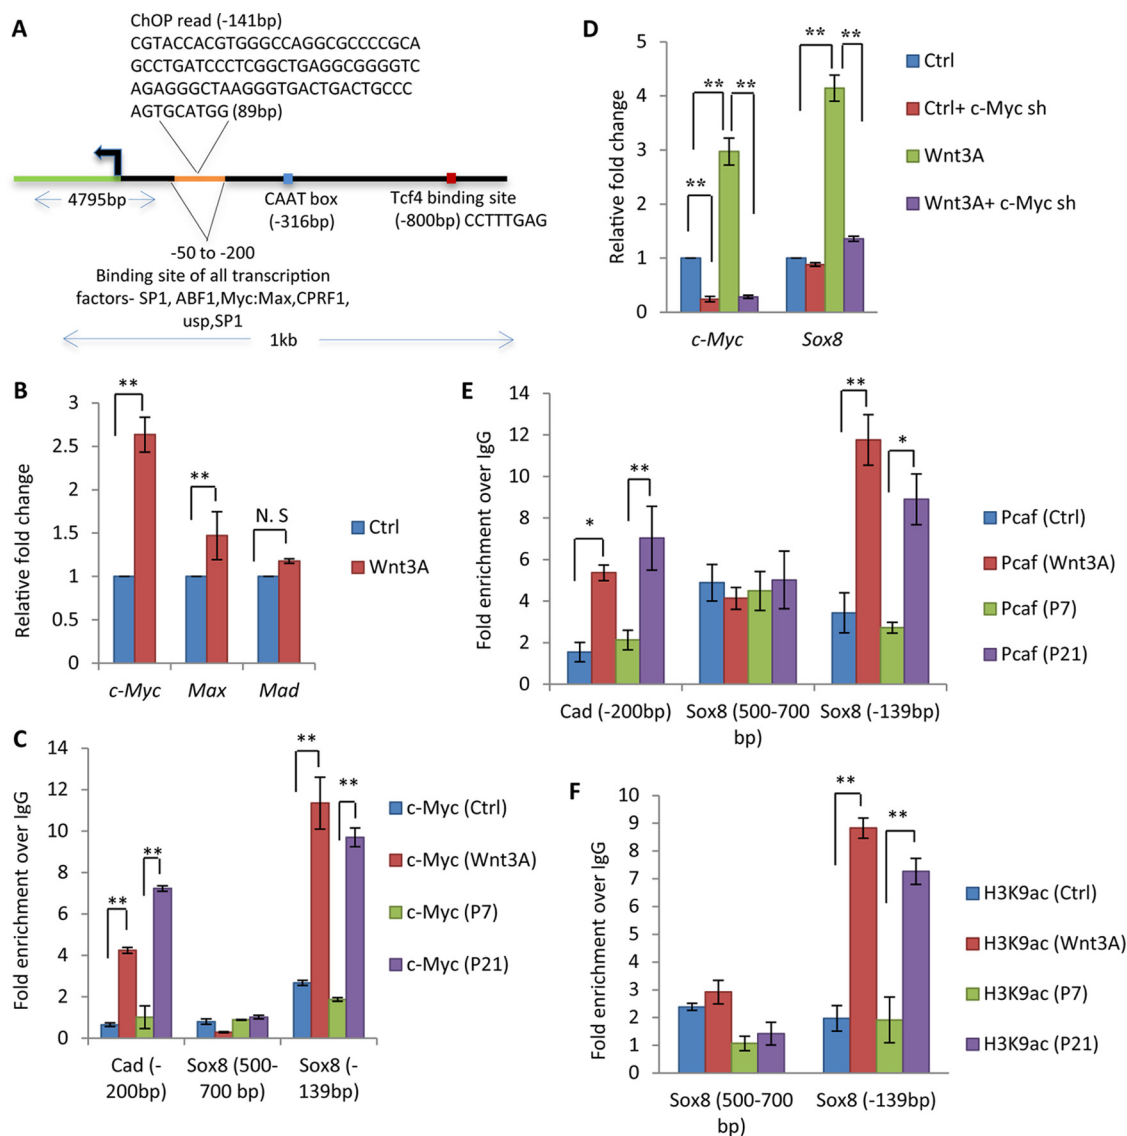 A
ChOP read (-141bp)
CGTACCACGTGGGCCAGGCGCCCCGCA
GCCTGATCCCTCGGCTGAGGCGGGGTC
AGAGGGCTAAGGGTGACTGACTGCCC
AGTGCATGG (89bp)
4795bp
CAAT box
(-316bp)
Tcf4 binding site
(-800bp) CCTTTGAG
-50 to -200
Binding site of all transcription
factors- SP1, ABF1,Myc:Max,CPRF1,
usp,SP1
1kb
B
Relative fold change
3
2.5
2
1.5
1
0.5
0
**
**
N. S
c-Myc
Max
Mad
Ctrl
Wnt3A
C
Fold enrichment over IgG
14
12
10
8
6
4
2
0
**
**
**
**
Cad (-
200bp)
Sox8 (500-
700 bp)
Sox8 (-
139bp)
c-Myc (Ctrl)
c-Myc (Wnt3A)
c-Myc (P7)
c-Myc (P21)
D
Relative fold change
5
4
3
2
1
0
**
**
**
**
**
c-Myc
Sox8
Ctrl
Ctrl+ c-Myc sh
Wnt3A
Wnt3A+ c-Myc sh
E
Fold enrichment over IgG
14
12
10
8
6
4
2
0
*
**
**
*
Cad (-200bp)
Sox8 (500-700
bp)
Sox8 (-139bp)
Pcaf (Ctrl)
Pcaf (Wnt3A)
Pcaf (P7)
Pcaf (P21)
F
Fold enrichment over IgG
10
9
8
7
6
5
4
3
2
1
0
**
**
Sox8 (500-700
bp)
Sox8 (-139bp)
H3K9ac (Ctrl)
H3K9ac (Wnt3A)
H3K9ac (P7)
H3K9ac (P21)